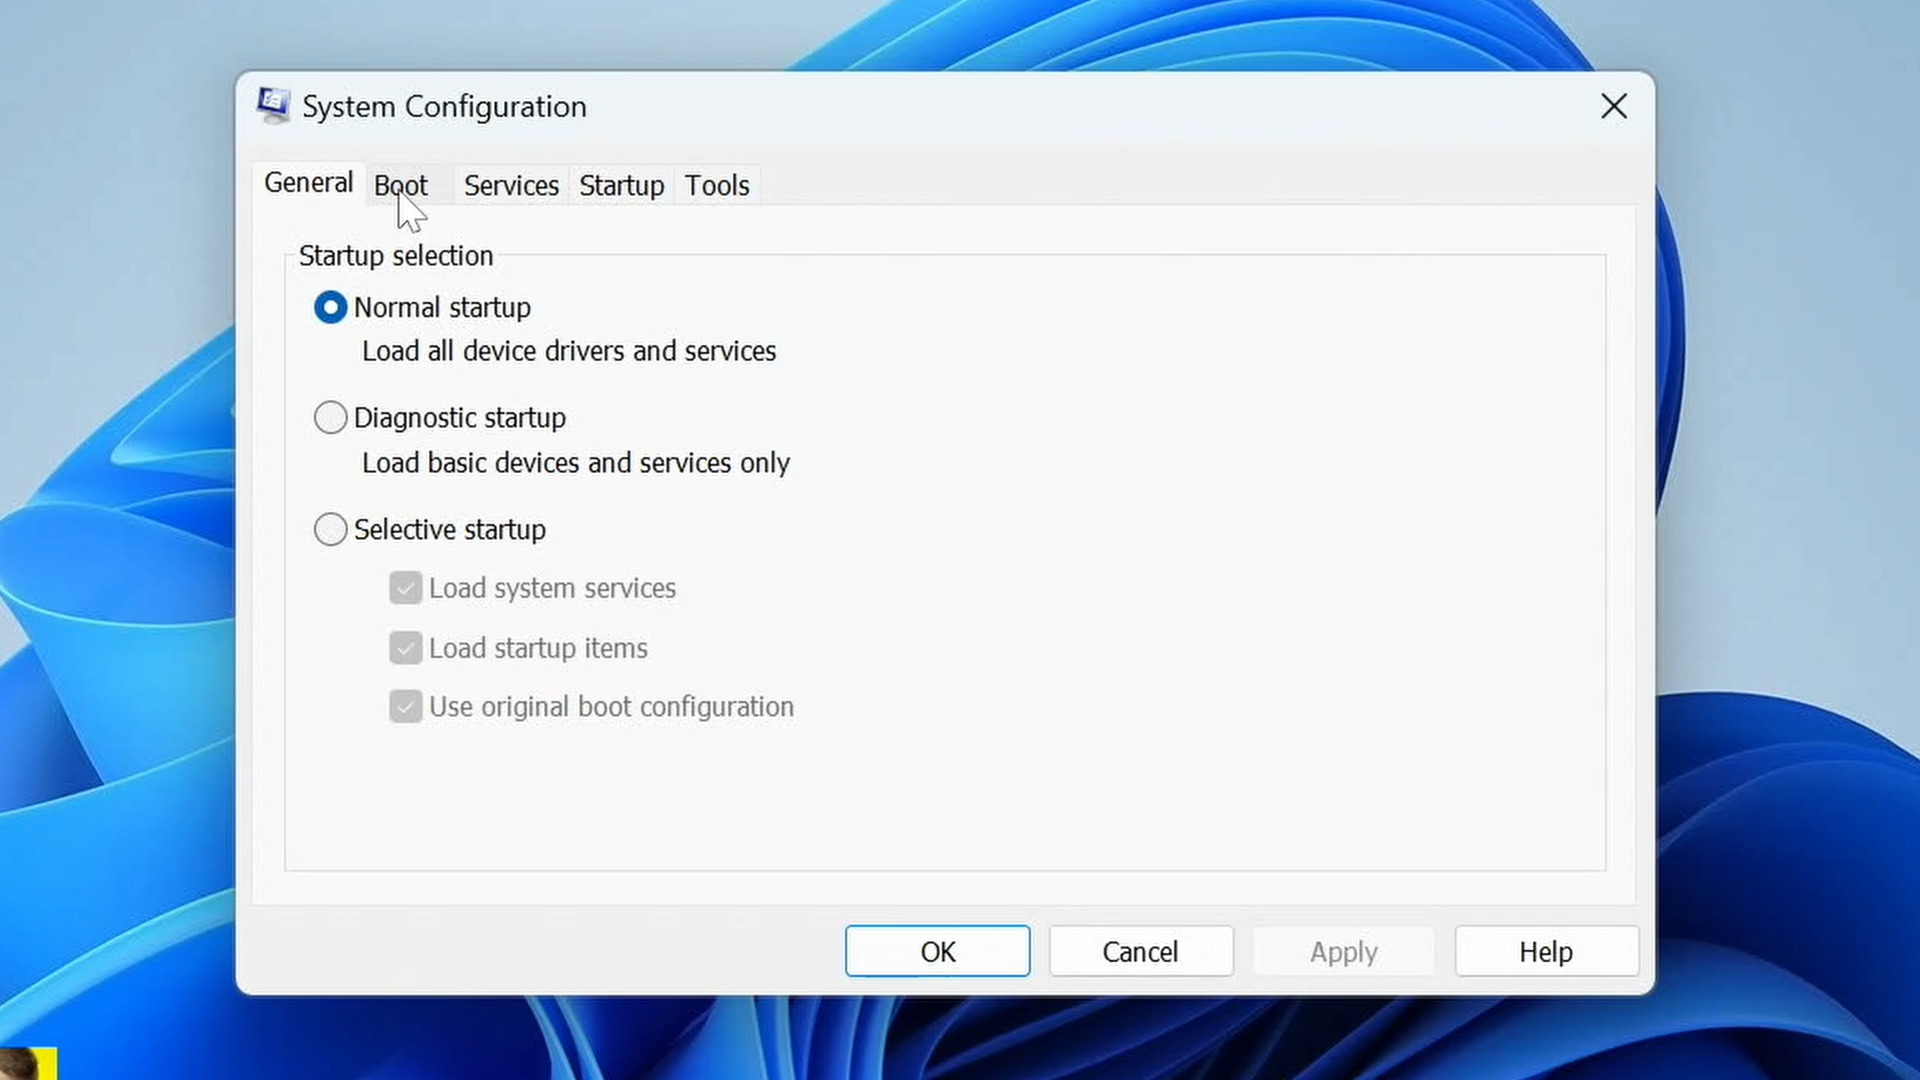 System Configuration
General Boot Services Startup Tools
Startup selection
Normal startup
Load all device drivers and services
Diagnostic startup
Load basic devices and services only
Selective startup
Load system services
Load startup items
Use original boot configuration
OK Cancel Apply Help